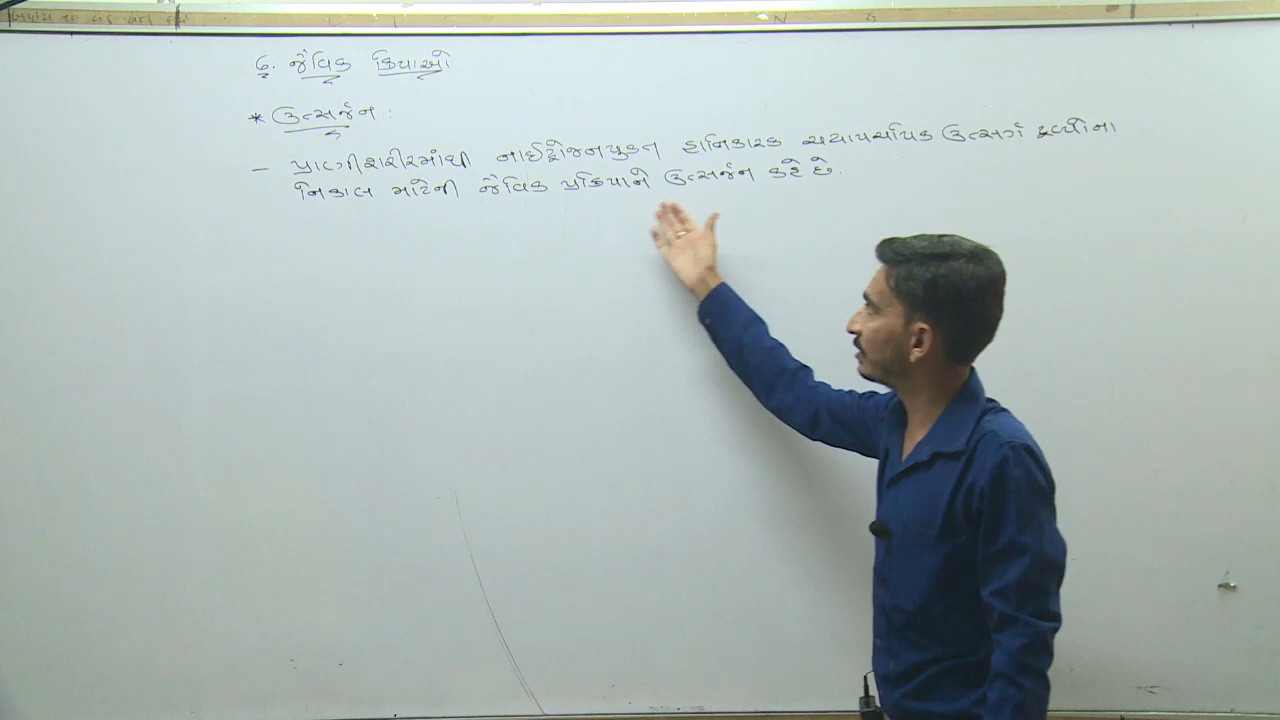 ૬. જૈવિક ક્રિયાઓ
* ઉત્સર્જન :
- પ્રાણીશરીરમાંથી નાઈટ્રોજનયુક્ત હાનિકારક ચયાપચયિક ઉત્સર્ગ દ્રવ્યોના
નિકાલ માટેની જૈવિક પ્રક્રિયાને ઉત્સર્જન કહે છે.